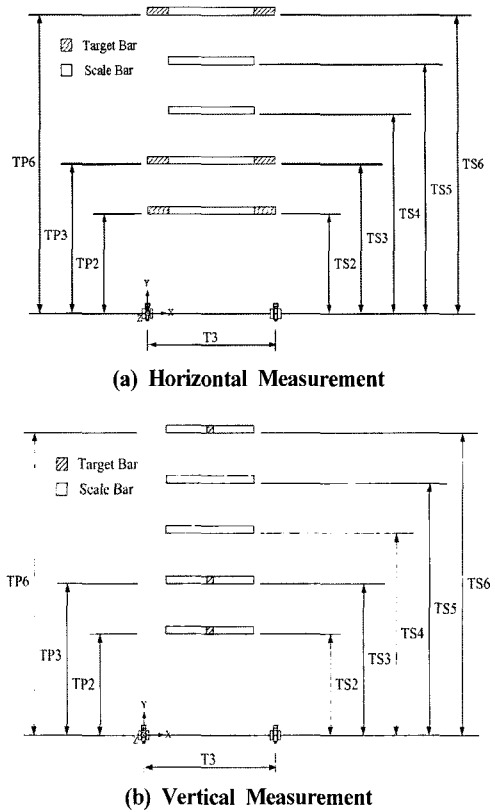 Target Bar
Scale Bar
TP6
TP3
TP2
TS2
TS3
TS4
TS5
TS6
Y
Z
X
T3
(a) Horizontal Measurement
Target Bar
Scale Bar
TP6
TP3
TP2
TS2
TS3
TS4
TS5
TS6
Y
Z
X
T3
(b) Vertical Measurement